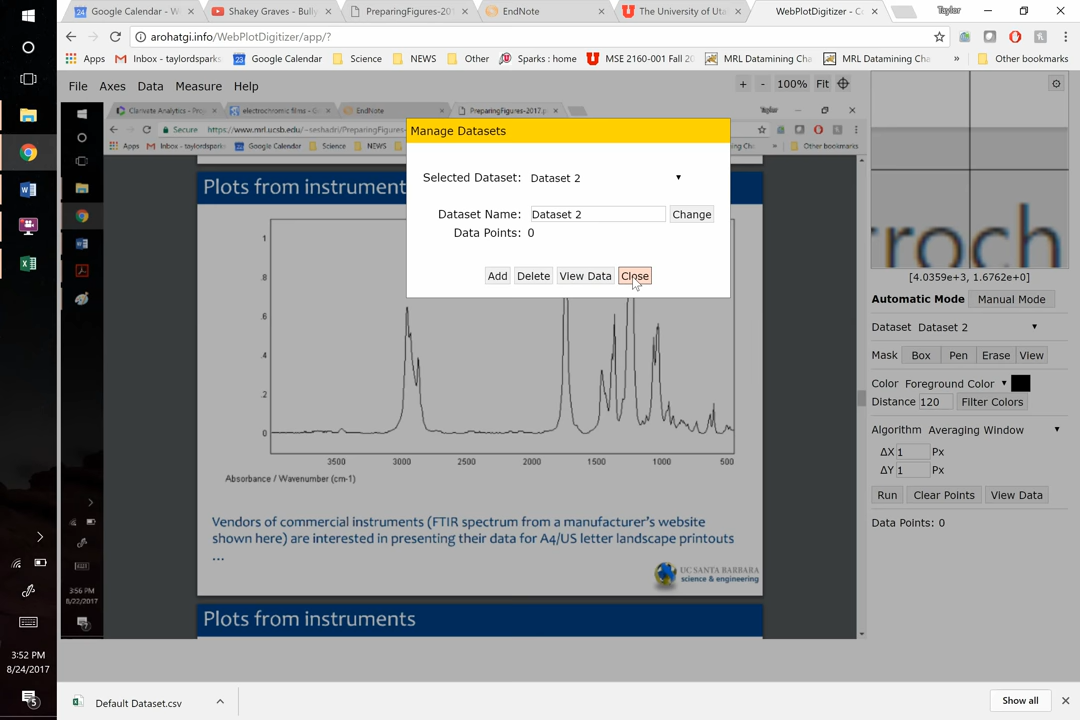 Google Calendar - W
Shakey Graves - Bully
PreparingFigures-201
EndNote
The University of Uta
WebPlotDigitizer - Co
Taylor
arohatgi.info/WebPlotDigitizer/app/?
Apps
Inbox - taylordsparks
Google Calendar
Science
NEWS
Other
Sparks : home
MSE 2160-001 Fall 20
MRL Datamining Cha
MRL Datamining Cha
»
Other bookmarks
File
Axes
Data
Measure
Help
+
-
100%
Fit
Clarivate Analytics - Pro
electrochromic films - G
EndNote
PreparingFigures-2017.p
Taylor
Secure
https://www.mrl.ucsb.edu/~seshadri/PreparingFigures-
Apps
Inbox - taylordspark
Google Calendar
Science
NEWS
Other bookmarks
Manage Datasets
Selected Dataset: Dataset 2
Dataset Name: Dataset 2 Change
Data Points: 0
Add Delete View Data Close
Plots from instrument
1
.8
.6
.4
.2
0
3500 3000 2500 2000 1500 1000 500
Absorbance / Wavenumber (cm-1)
Vendors of commercial instruments (FTIR spectrum from a manufacturer's website
shown here) are interested in presenting their data for A4/US letter landscape printouts
...
UC SANTA BARBARA
science & engineering
Plots from instruments
3:56 PM
8/22/2017
roch
[4.0359e+3, 1.6762e+0]
Automatic Mode Manual Mode
Dataset Dataset 2
Mask Box Pen Erase View
Color Foreground Color
Distance 120 Filter Colors
Algorithm Averaging Window
ΔX 1 Px
ΔY 1 Px
Run Clear Points View Data
Data Points: 0
3:52 PM
8/24/2017
5
Default Dataset.csv
Show all